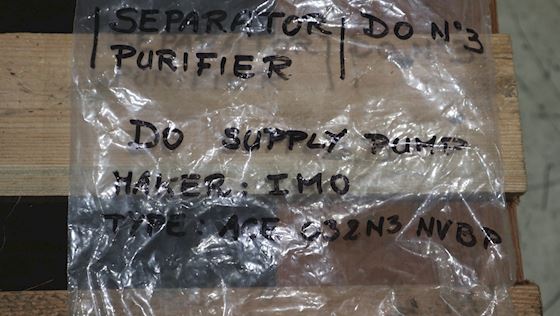 SEPARATOR | DO N°3
PURIFIER
DO SUPPLY PUMP
MAKER: IMO
TYPE: ACE 032N3 NVBP